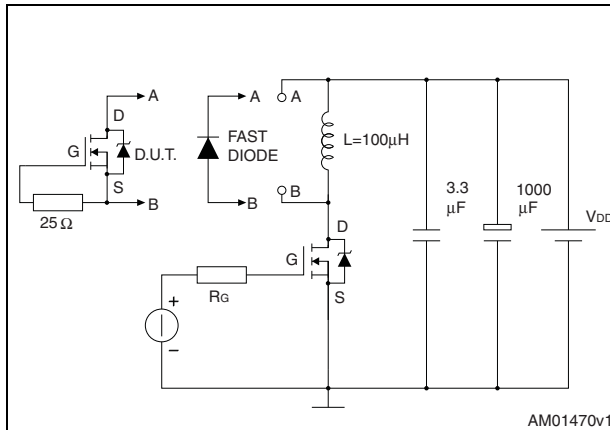 A
D
G
D.U.T.
S
B
25 Ω
A
FAST
DIODE
B
A
B
L=100μH
D
G
S
RG
+
–
3.3
μF
1000
μF
VDD
AM01470v1